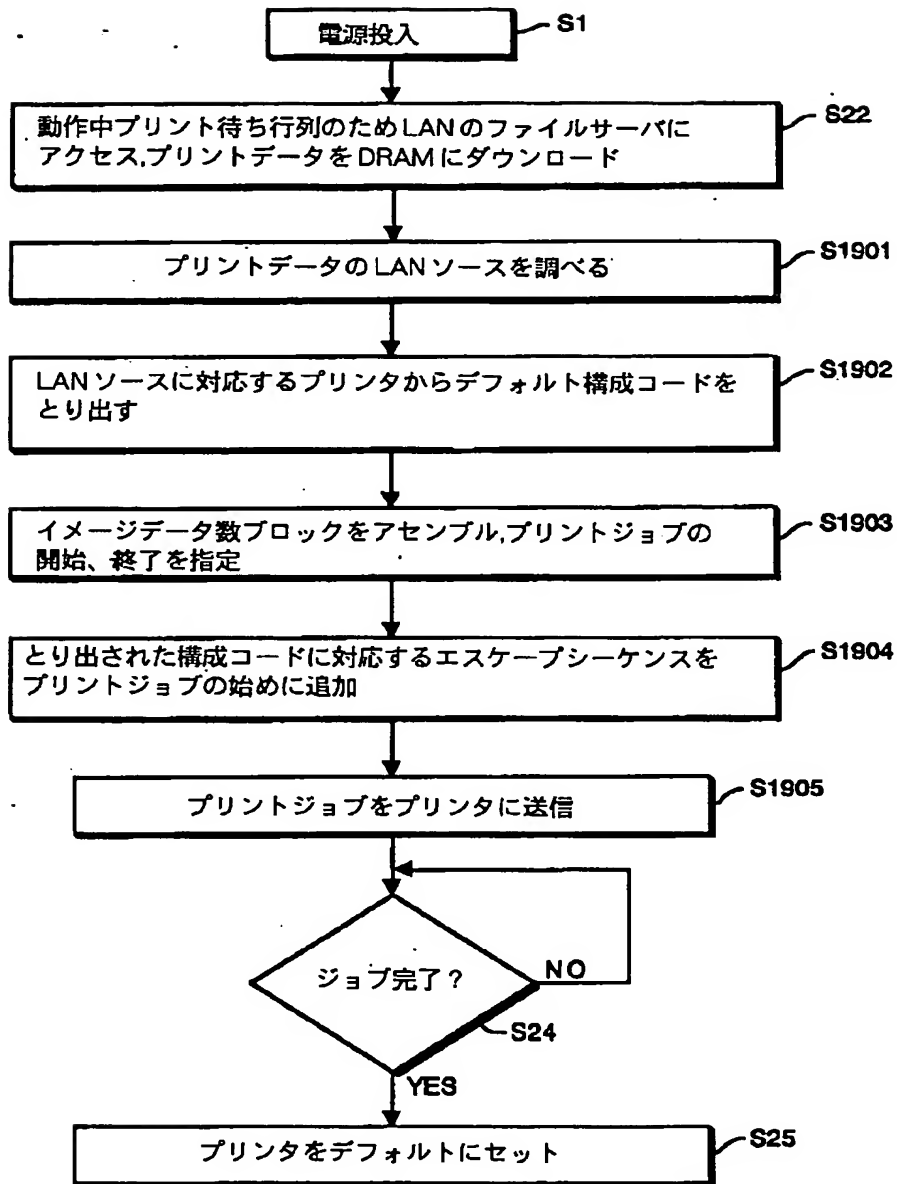 電源投入
S1
動作中プリント待ち行列のためLANのファイルサーバに
アクセス,プリントデータをDRAMにダウンロード
S22
プリントデータのLANソースを調べる
S1901
LANソースに対応するプリンタからデフォルト構成コードを
とり出す
S1902
イメージデータ数ブロックをアセンブル,プリントジョブの
開始、終了を指定
S1903
とり出された構成コードに対応するエスケープシーケンスを
プリントジョブの始めに追加
S1904
プリントジョブをプリンタに送信
S1905
ジョブ完了?
NO
S24
YES
プリンタをデフォルトにセット
S25